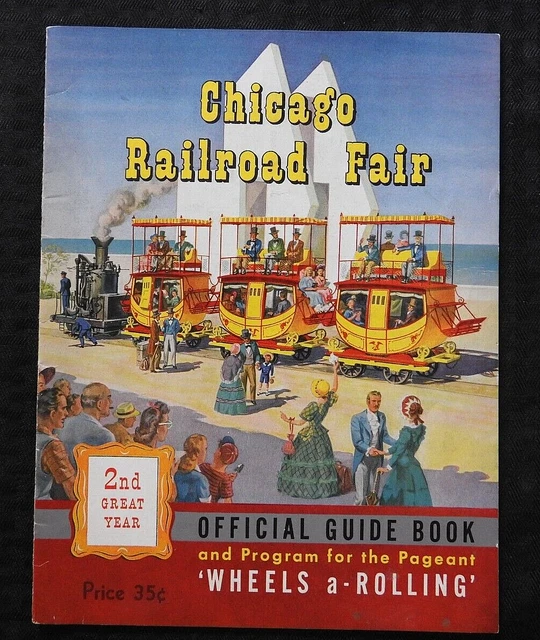 Chicago
Railroad Fair
2nd
GREAT
YEAR
OFFICIAL GUIDE BOOK
and Program for the Pageant
'WHEELS a-ROLLING'
Price 35¢